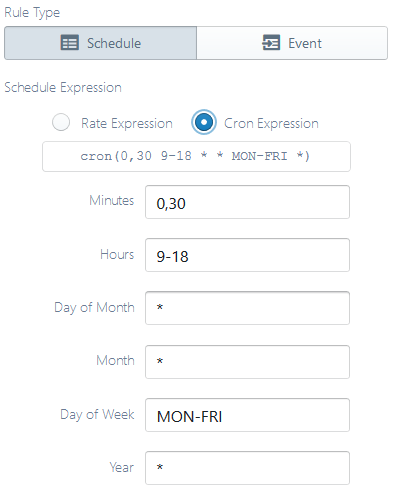 Rule Type
Schedule Event
Schedule Expression
Rate Expression Cron Expression
cron(0,30 9-18 * * MON-FRI *)
Minutes 0,30
Hours 9-18
Day of Month *
Month *
Day of Week MON-FRI
Year *